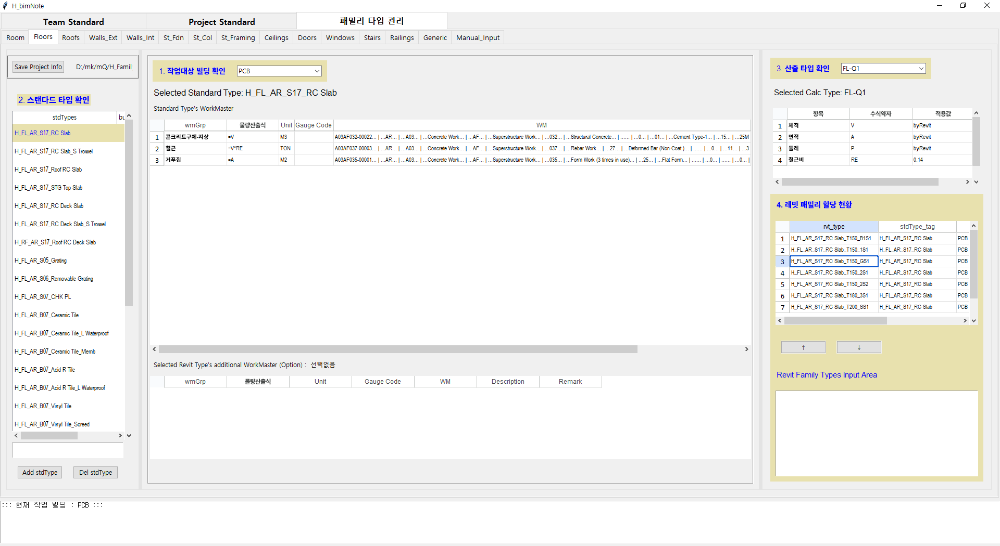 H_bimNote
Team Standard
Project Standard
패밀리 타입 관리
Room Floors Roofs Walls_Ext Walls_Int St_Fdn St_Col St_Framing Ceilings Doors Windows Stairs Railings Generic Manual_Input
Save Project Info
D:/mk/mQ/H_Family
2. 스탠다드 타입 확인
stdTypes bu
H_FL_AR_S17_RC Slab
H_FL_AR_S17_RC Slab_S Trowel
H_FL_AR_S17_Roof RC Slab
H_FL_AR_S17_STG Top Slab
H_FL_AR_S17_RC Deck Slab
H_FL_AR_S17_RC Deck Slab_S Trowel
H_RF_AR_S17_Roof RC Deck Slab
H_FL_AR_S05_Grating
H_FL_AR_S06_Removable Grating
H_FL_AR_S07_CHK PL
H_FL_AR_B07_Ceramic Tile
H_FL_AR_B07_Ceramic Tile_L Waterproof
H_FL_AR_B07_Ceramic Tile_Memb
H_FL_AR_B07_Acid R Tile
H_FL_AR_B07_Acid R Tile_L Waterproof
H_FL_AR_B07_Vinyl Tile
H_FL_AR_B07_Vinyl Tile_Screed
Add stdType
Del stdType
1. 작업대상 빌딩 확인
PCB
Selected Standard Type: H_FL_AR_S17_RC Slab
Standard Type's WorkMaster
wmGrp 물량산출식 Unit Gauge Code WM
1 콘크리트구체-지상 =V M3 A03AF032-00022... | ...AR... | ...A03... | ...Concrete Work... | ...AF... | ...Superstructure Work... | ...032... | ...Structural Concrete... | ...... | ...0... | ...01... | ...Cement Type-1... | ...15... | ...25M
2 철근 =V*RE TON A03AF037-00003... | ...AR... | ...A03... | ...Concrete Work... | ...AF... | ...Superstructure Work... | ...037... | ...Rebar Work... | ...27... | ...Deformed Bar (Non-Coat.)... | ...... | ...0... | ...11... | ...3
3 거푸집 =A M2 A03AF035-00001... | ...AR... | ...A03... | ...Concrete Work... | ...AF... | ...Superstructure Work... | ...035... | ...Form Work (3 times in use)... | ...25... | ...Flat Form... | ...... | ...0... | ...... | ...0... |
Selected Revit Type's additional WorkMaster (Option) : 선택없음
wmGrp 물량산출식 Unit Gauge Code WM Description Remark
3. 산출 타입 확인
FL-Q1
Selected Calc Type: FL-Q1
항목 수식약자 적용값
1 체적 V byRevit
2 면적 A byRevit
3 둘레 P byRevit
4 철근비 RE 0.14
4. 레빗 패밀리 할당 현황
rvt_type stdType_tag
1 H_FL_AR_S17_RC Slab_T150_B1S1 H_FL_AR_S17_RC Slab PCB
2 H_FL_AR_S17_RC Slab_T150_1S1 H_FL_AR_S17_RC Slab PCB
3 H_FL_AR_S17_RC Slab_T150_GS1 H_FL_AR_S17_RC Slab PCB
4 H_FL_AR_S17_RC Slab_T150_2S1 H_FL_AR_S17_RC Slab PCB
5 H_FL_AR_S17_RC Slab_T150_2S2 H_FL_AR_S17_RC Slab PCB
6 H_FL_AR_S17_RC Slab_T180_3S1 H_FL_AR_S17_RC Slab PCB
7 H_FL_AR_S17_RC Slab_T200_SS1 H_FL_AR_S17_RC Slab PCB
↑ ↓
Revit Family Types Input Area
::: 현재 작업 빌딩 : PCB :::